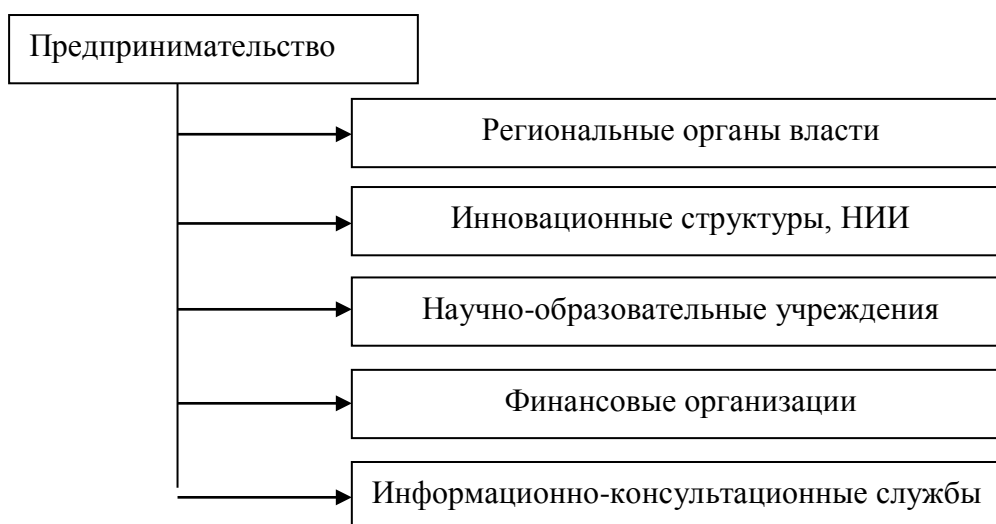 Предпринимательство
Региональные органы власти
Инновационные структуры, НИИ
Научно-образовательные учреждения
Финансовые организации
Информационно-консультационные службы